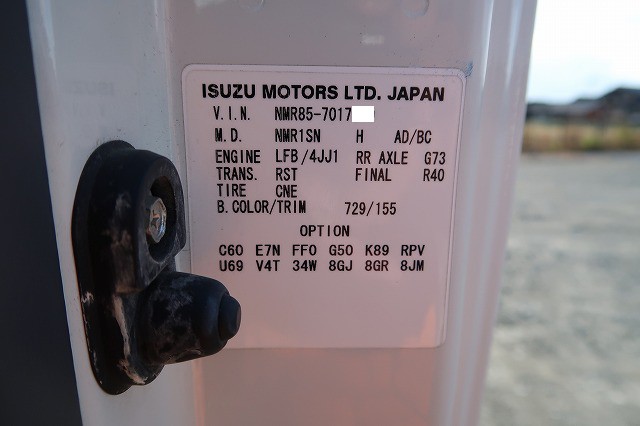 ISUZU MOTORS LTD. JAPAN
V.I.N. NMR85-7017
M.D. NMR1SN H AD/BC
ENGINE LFB/4JJ1 RR AXLE G73
TRANS. RST FINAL R40
TIRE CNE
B.COLOR/TRIM 729/155
OPTION
C60 E7N FF0 G50 K89 RPV
U69 V4T 34W 8GJ 8GR 8JM